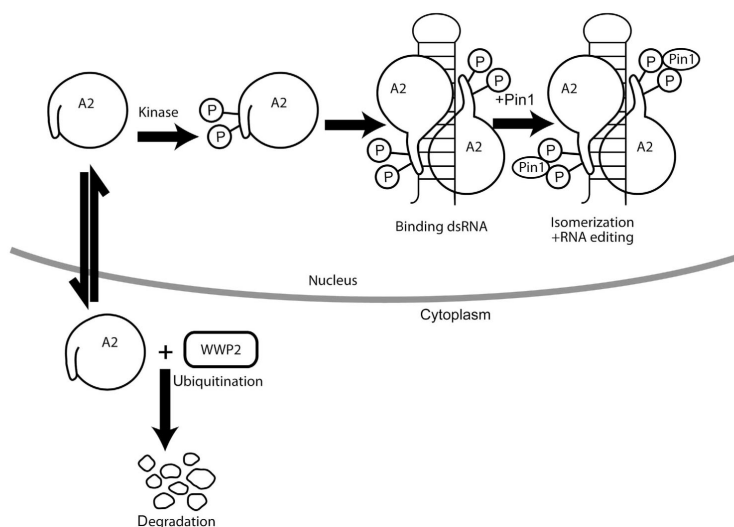 A2
Kinase
P
P
A2
A2
P
P
A2
P
P
Binding dsRNA
+Pin1
A2
P
Pin1
P
A2
P
Pin1
P
Isomerization
+RNA editing
Nucleus
Cytoplasm
A2
+
WWP2
Ubiquitination
Degradation